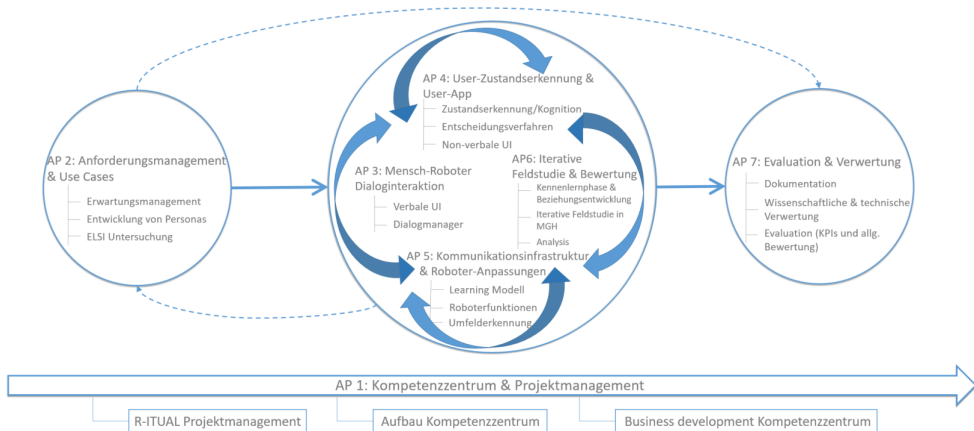 AP 2: Anforderungsmanagement
& Use Cases
Erwartungsmanagement
Entwicklung von Personas
ELSI Untersuchung
AP 4: User-Zustandserkennung &
User-App
Zustandserkennung/Kognition
Entscheidungsverfahren
Non-verbale UI
AP 3: Mensch-Roboter
Dialoginteraktion
Verbale UI
Dialogmanager
AP6: Iterative
Feldstudie & Bewertung
Kennenlernphase &
Beziehungsentwicklung
Iterative Feldstudie in
MGH
Analysis
AP 5: Kommunikationsinfrastruktur
& Roboter-Anpassungen
Learning Modell
Roboterfunktionen
Umfelderkennung
AP 7: Evaluation & Verwertung
Dokumentation
Wissenschaftliche & technische
Verwertung
Evaluation (KPIs und allg.
Bewertung)
AP 1: Kompetenzzentrum & Projektmanagement
R-ITUAL Projektmanagement
Aufbau Kompetenzzentrum
Business development Kompetenzzentrum